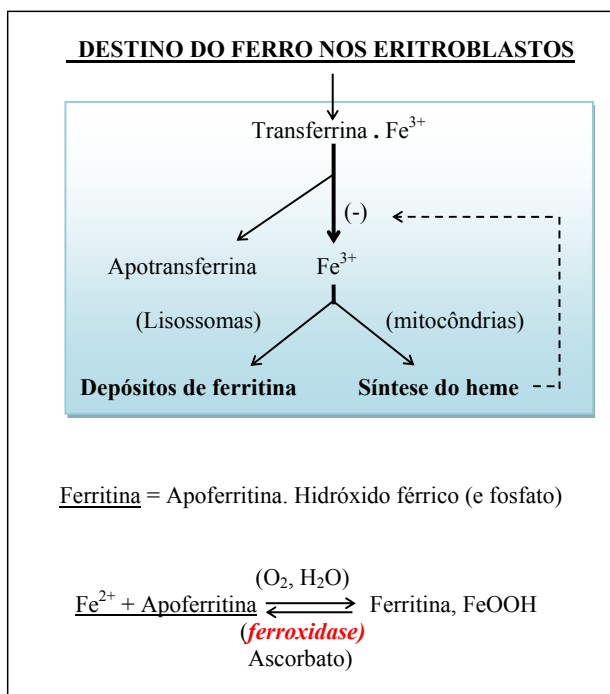 DESTINO DO FERRO NOS ERITROBLASTOS
Transferrina . Fe³⁺
(-)
Apotransferrina Fe³⁺
(Lisossomas) (mitocôndrias)
Depósitos de ferritina Síntese do heme
Ferritina = Apoferritina. Hidróxido férrico (e fosfato)
(O₂, H₂O)
Fe²⁺ + Apoferritina Ferritina, FeOOH
(ferroxidase)
Ascorbato)